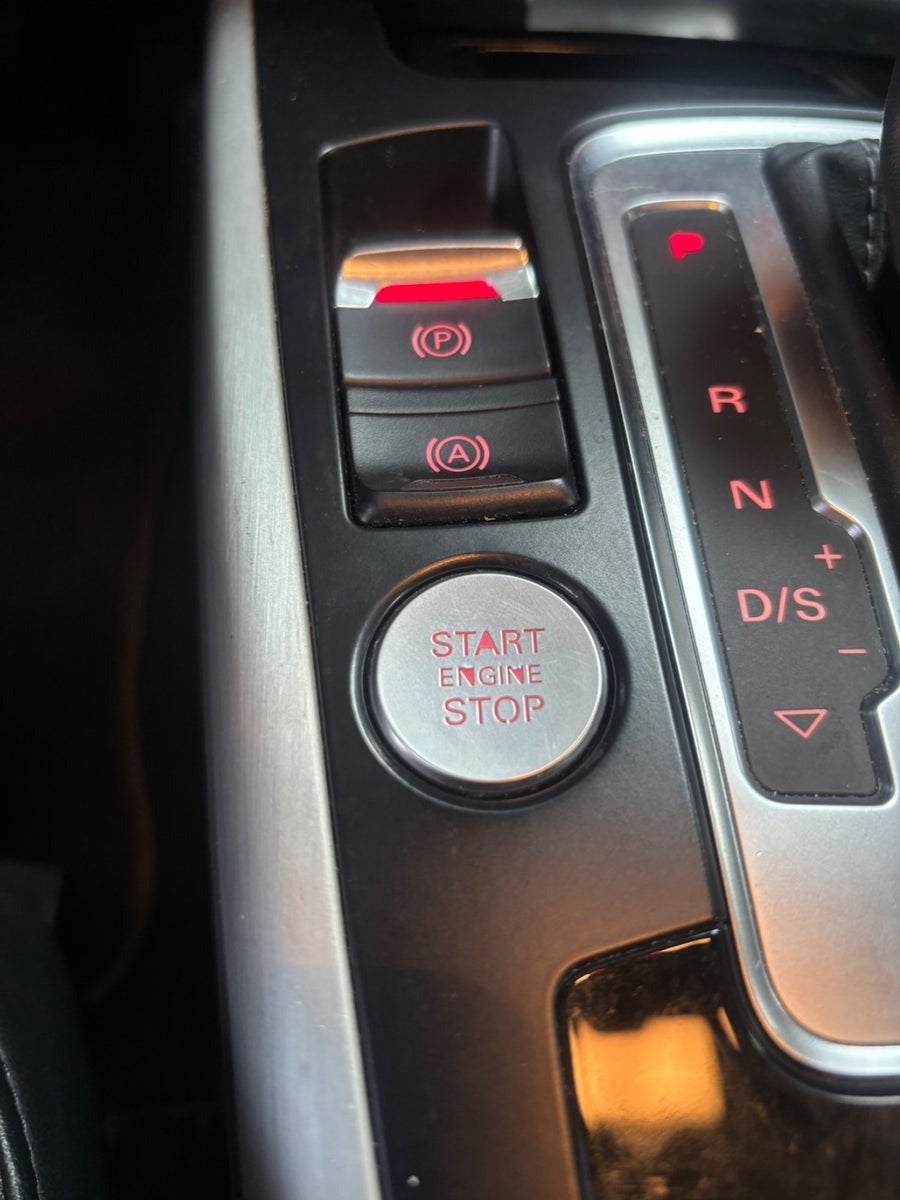 P
(P)
R
(A)
N
+
D/S
−
START
ENGINE
STOP